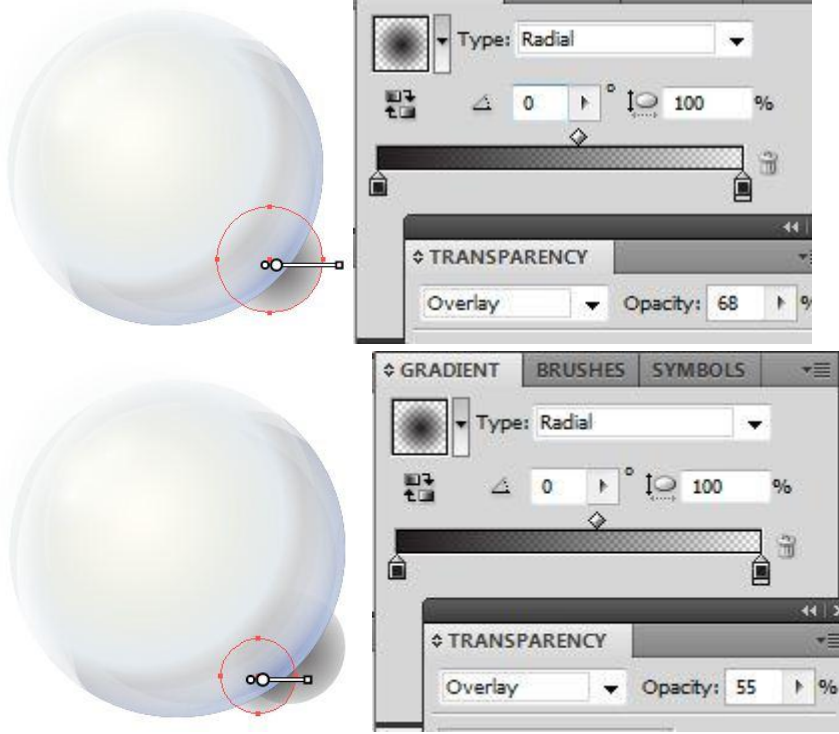 Type: Radial
0 ° 100 %
TRANSPARENCY
Overlay Opacity: 68 %
GRADIENT BRUSHES SYMBOLS
Type: Radial
0 ° 100 %
TRANSPARENCY
Overlay Opacity: 55 %